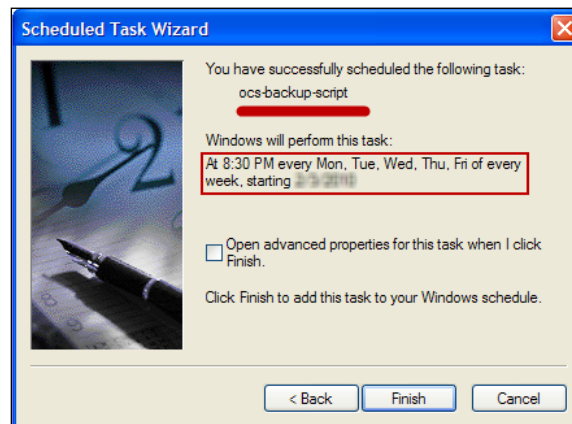 Scheduled Task Wizard
You have successfully scheduled the following task:
ocs-backup-script
Windows will perform this task:
At 8:30 PM every Mon, Tue, Wed, Thu, Fri of every
week, starting
Open advanced properties for this task when I click
Finish.
Click Finish to add this task to your Windows schedule.
< Back
Finish
Cancel